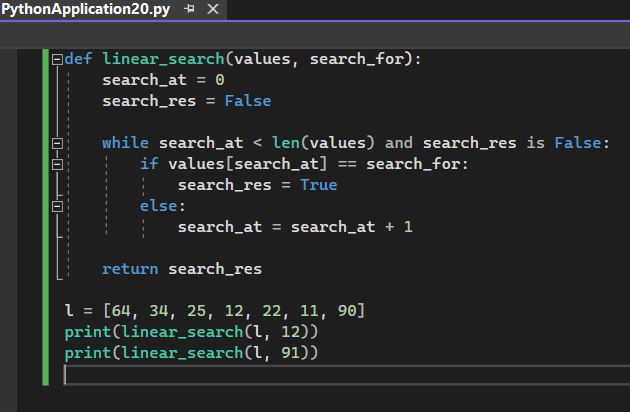 PythonApplication20.py
def linear_search(values, search_for):
    search_at = 0
    search_res = False

    while search_at < len(values) and search_res is False:
        if values[search_at] == search_for:
            search_res = True
        else:
            search_at = search_at + 1

    return search_res

l = [64, 34, 25, 12, 22, 11, 90]
print(linear_search(l, 12))
print(linear_search(l, 91))